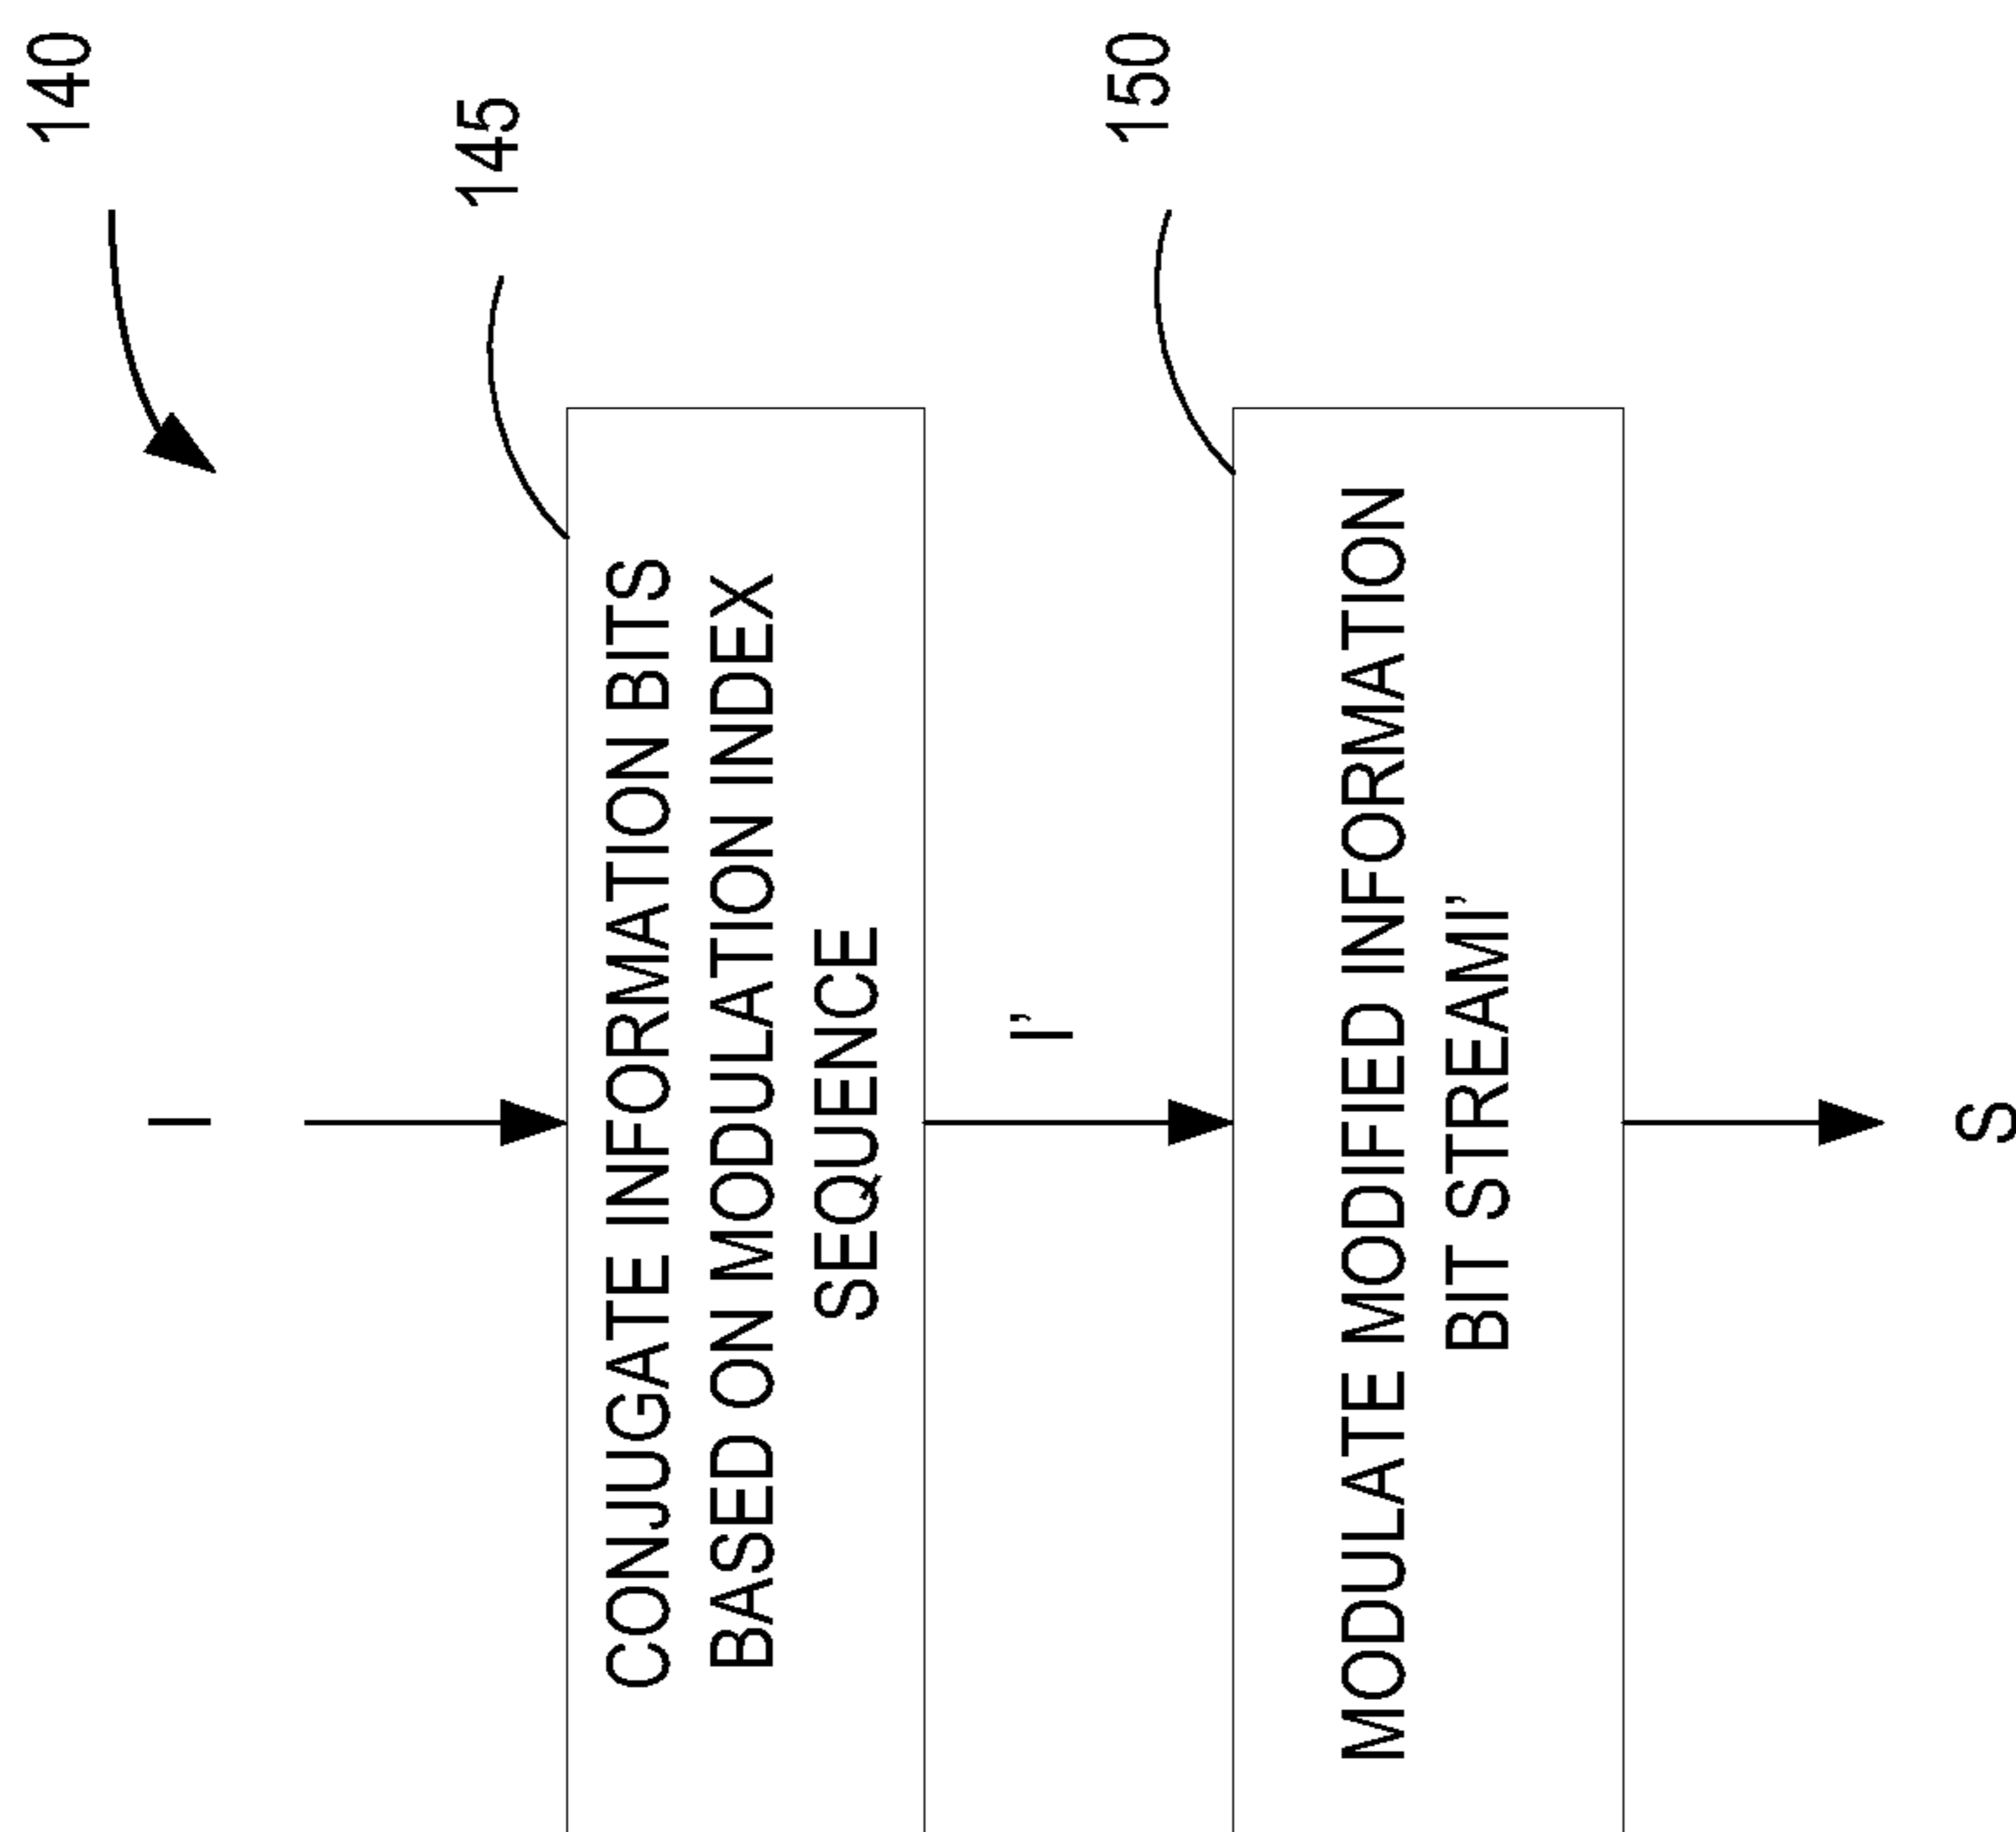 140
I
145
CONJUGATE INFORMATION BITS
BASED ON MODULATION INDEX
SEQUENCE
I’
150
MODULATE MODIFIED INFORMATION
BIT STREAMI’
S